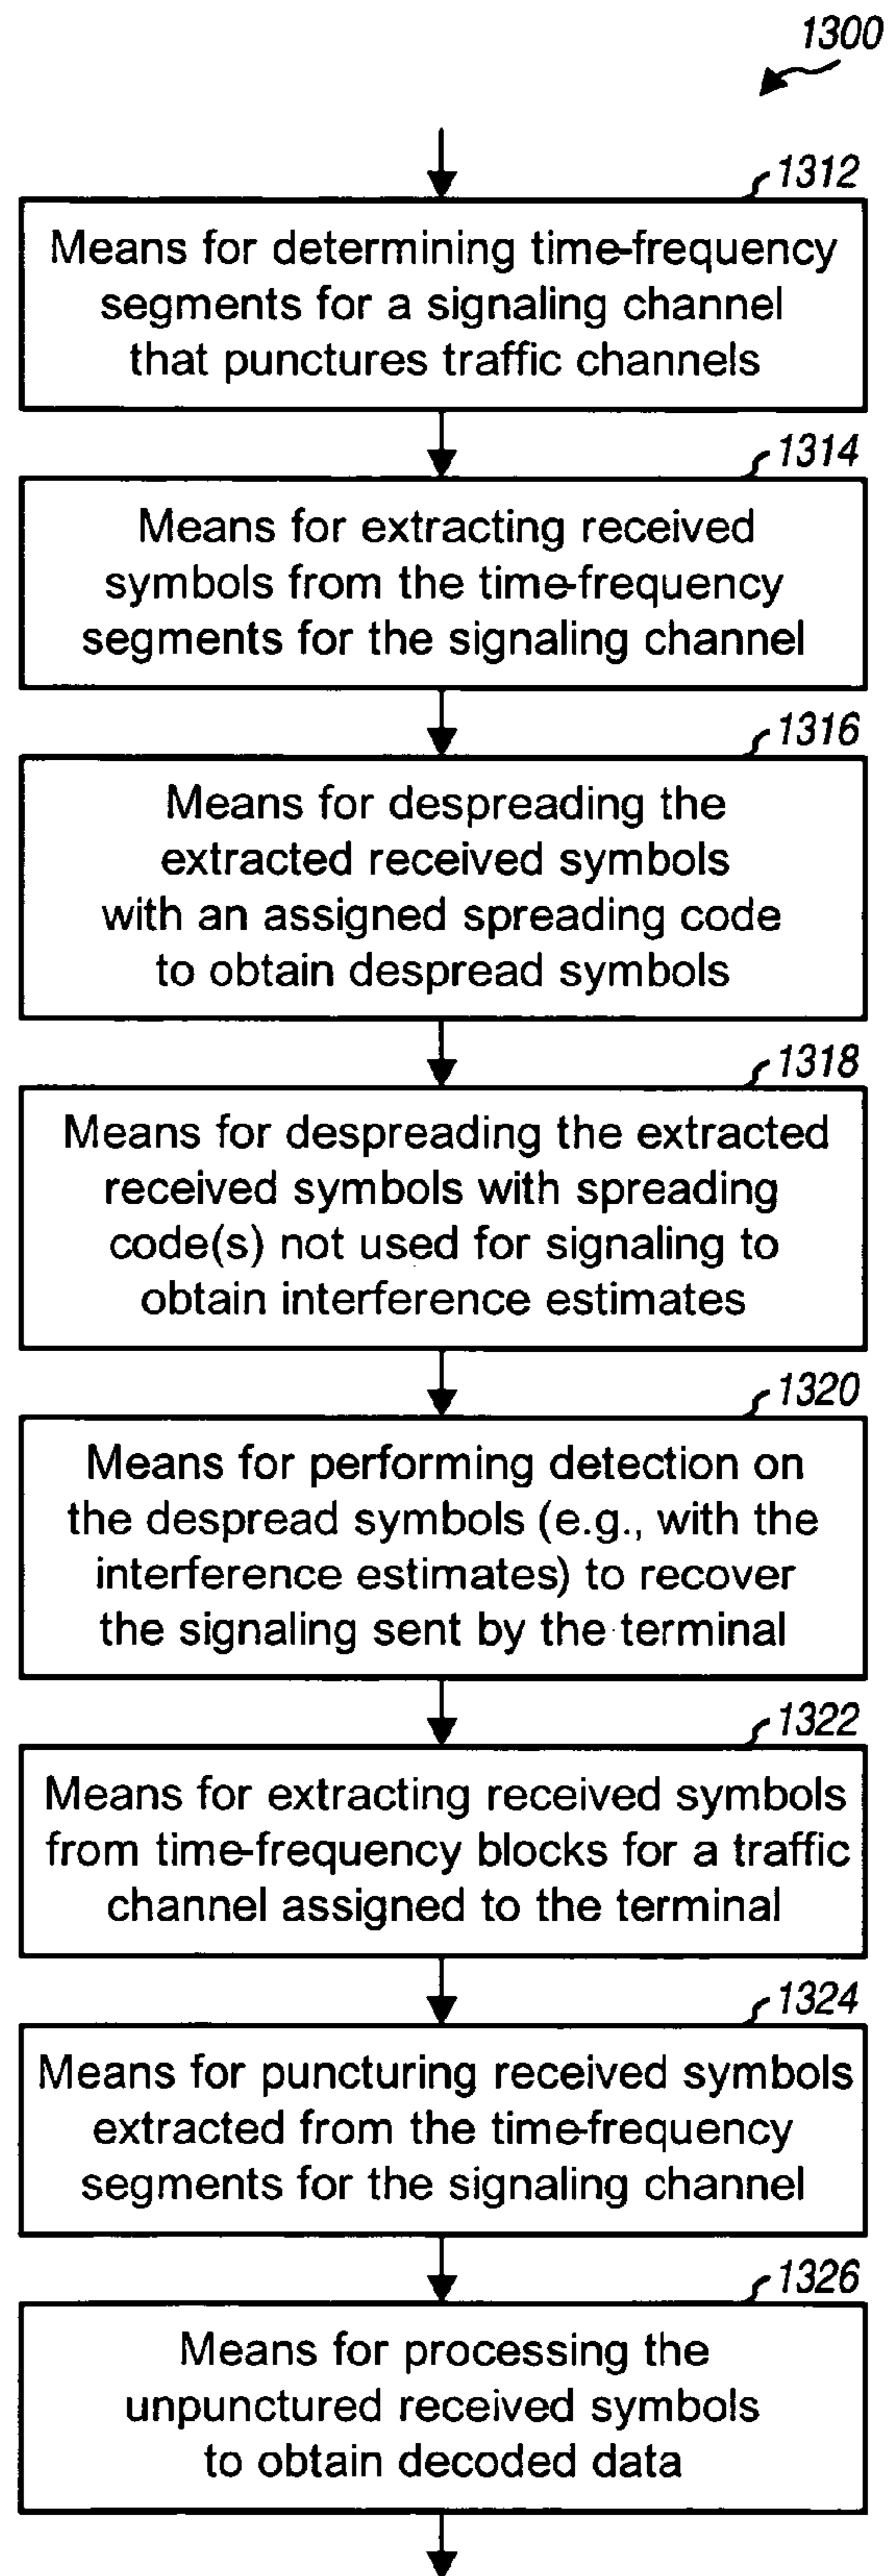 1300
1312
Means for determining time-frequency
segments for a signaling channel
that punctures traffic channels
1314
Means for extracting received
symbols from the time-frequency
segments for the signaling channel
1316
Means for despreading the
extracted received symbols
with an assigned spreading code
to obtain despread symbols
1318
Means for despreading the extracted
received symbols with spreading
code(s) not used for signaling to
obtain interference estimates
1320
Means for performing detection on
the despread symbols (e.g., with the
interference estimates) to recover
the signaling sent by the terminal
1322
Means for extracting received symbols
from time-frequency blocks for a traffic
channel assigned to the terminal
1324
Means for puncturing received symbols
extracted from the time-frequency
segments for the signaling channel
1326
Means for processing the
unpunctured received symbols
to obtain decoded data